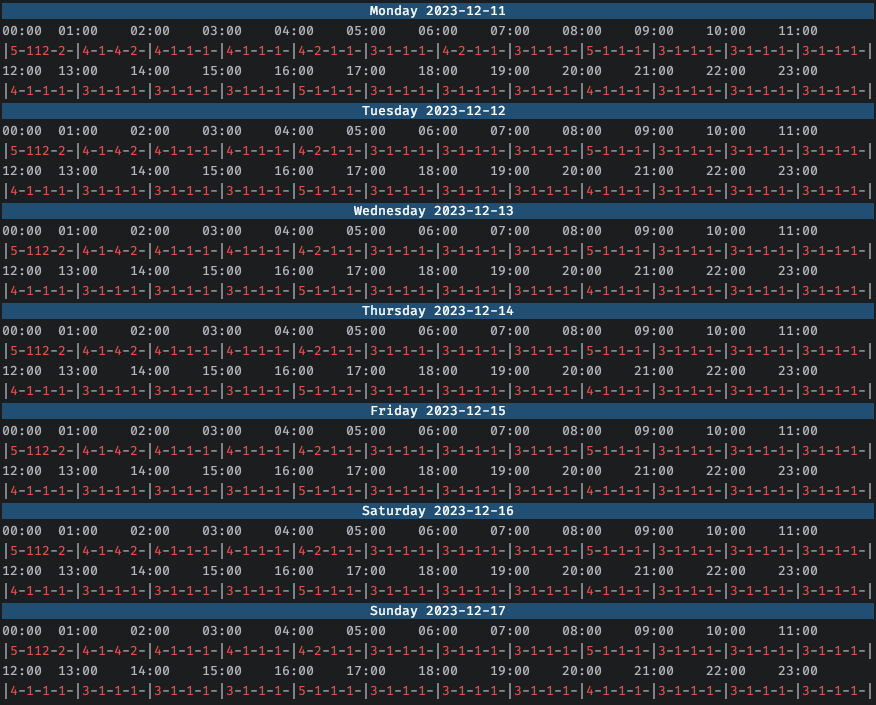 Monday 2023-12-11
00:00  01:00    02:00    03:00    04:00    05:00    06:00    07:00    08:00    09:00    10:00    11:00
|5-112-2-|4-1-4-2-|4-1-1-1-|4-1-1-1-|4-2-1-1-|3-1-1-1-|4-2-1-1-|3-1-1-1-|5-1-1-1-|3-1-1-1-|3-1-1-1-|3-1-1-1-|
12:00  13:00    14:00    15:00    16:00    17:00    18:00    19:00    20:00    21:00    22:00    23:00
|4-1-1-1-|3-1-1-1-|3-1-1-1-|3-1-1-1-|5-1-1-1-|3-1-1-1-|3-1-1-1-|3-1-1-1-|4-1-1-1-|3-1-1-1-|3-1-1-1-|3-1-1-1-|
Tuesday 2023-12-12
00:00  01:00    02:00    03:00    04:00    05:00    06:00    07:00    08:00    09:00    10:00    11:00
|5-112-2-|4-1-4-2-|4-1-1-1-|4-1-1-1-|4-2-1-1-|3-1-1-1-|3-1-1-1-|3-1-1-1-|5-1-1-1-|3-1-1-1-|3-1-1-1-|3-1-1-1-|
12:00  13:00    14:00    15:00    16:00    17:00    18:00    19:00    20:00    21:00    22:00    23:00
|4-1-1-1-|3-1-1-1-|3-1-1-1-|3-1-1-1-|5-1-1-1-|3-1-1-1-|3-1-1-1-|3-1-1-1-|4-1-1-1-|3-1-1-1-|3-1-1-1-|3-1-1-1-|
Wednesday 2023-12-13
00:00  01:00    02:00    03:00    04:00    05:00    06:00    07:00    08:00    09:00    10:00    11:00
|5-112-2-|4-1-4-2-|4-1-1-1-|4-1-1-1-|4-2-1-1-|3-1-1-1-|3-1-1-1-|3-1-1-1-|5-1-1-1-|3-1-1-1-|3-1-1-1-|3-1-1-1-|
12:00  13:00    14:00    15:00    16:00    17:00    18:00    19:00    20:00    21:00    22:00    23:00
|4-1-1-1-|3-1-1-1-|3-1-1-1-|3-1-1-1-|5-1-1-1-|3-1-1-1-|3-1-1-1-|3-1-1-1-|4-1-1-1-|3-1-1-1-|3-1-1-1-|3-1-1-1-|
Thursday 2023-12-14
00:00  01:00    02:00    03:00    04:00    05:00    06:00    07:00    08:00    09:00    10:00    11:00
|5-112-2-|4-1-4-2-|4-1-1-1-|4-1-1-1-|4-2-1-1-|3-1-1-1-|3-1-1-1-|3-1-1-1-|5-1-1-1-|3-1-1-1-|3-1-1-1-|3-1-1-1-|
12:00  13:00    14:00    15:00    16:00    17:00    18:00    19:00    20:00    21:00    22:00    23:00
|4-1-1-1-|3-1-1-1-|3-1-1-1-|3-1-1-1-|5-1-1-1-|3-1-1-1-|3-1-1-1-|3-1-1-1-|4-1-1-1-|3-1-1-1-|3-1-1-1-|3-1-1-1-|
Friday 2023-12-15
00:00  01:00    02:00    03:00    04:00    05:00    06:00    07:00    08:00    09:00    10:00    11:00
|5-112-2-|4-1-4-2-|4-1-1-1-|4-1-1-1-|4-2-1-1-|3-1-1-1-|3-1-1-1-|3-1-1-1-|5-1-1-1-|3-1-1-1-|3-1-1-1-|3-1-1-1-|
12:00  13:00    14:00    15:00    16:00    17:00    18:00    19:00    20:00    21:00    22:00    23:00
|4-1-1-1-|3-1-1-1-|3-1-1-1-|3-1-1-1-|5-1-1-1-|3-1-1-1-|3-1-1-1-|3-1-1-1-|4-1-1-1-|3-1-1-1-|3-1-1-1-|3-1-1-1-|
Saturday 2023-12-16
00:00  01:00    02:00    03:00    04:00    05:00    06:00    07:00    08:00    09:00    10:00    11:00
|5-112-2-|4-1-4-2-|4-1-1-1-|4-1-1-1-|4-2-1-1-|3-1-1-1-|3-1-1-1-|3-1-1-1-|5-1-1-1-|3-1-1-1-|3-1-1-1-|3-1-1-1-|
12:00  13:00    14:00    15:00    16:00    17:00    18:00    19:00    20:00    21:00    22:00    23:00
|4-1-1-1-|3-1-1-1-|3-1-1-1-|3-1-1-1-|5-1-1-1-|3-1-1-1-|3-1-1-1-|3-1-1-1-|4-1-1-1-|3-1-1-1-|3-1-1-1-|3-1-1-1-|
Sunday 2023-12-17
00:00  01:00    02:00    03:00    04:00    05:00    06:00    07:00    08:00    09:00    10:00    11:00
|5-112-2-|4-1-4-2-|4-1-1-1-|4-1-1-1-|4-2-1-1-|3-1-1-1-|3-1-1-1-|3-1-1-1-|5-1-1-1-|3-1-1-1-|3-1-1-1-|3-1-1-1-|
12:00  13:00    14:00    15:00    16:00    17:00    18:00    19:00    20:00    21:00    22:00    23:00
|4-1-1-1-|3-1-1-1-|3-1-1-1-|3-1-1-1-|5-1-1-1-|3-1-1-1-|3-1-1-1-|3-1-1-1-|4-1-1-1-|3-1-1-1-|3-1-1-1-|3-1-1-1-|